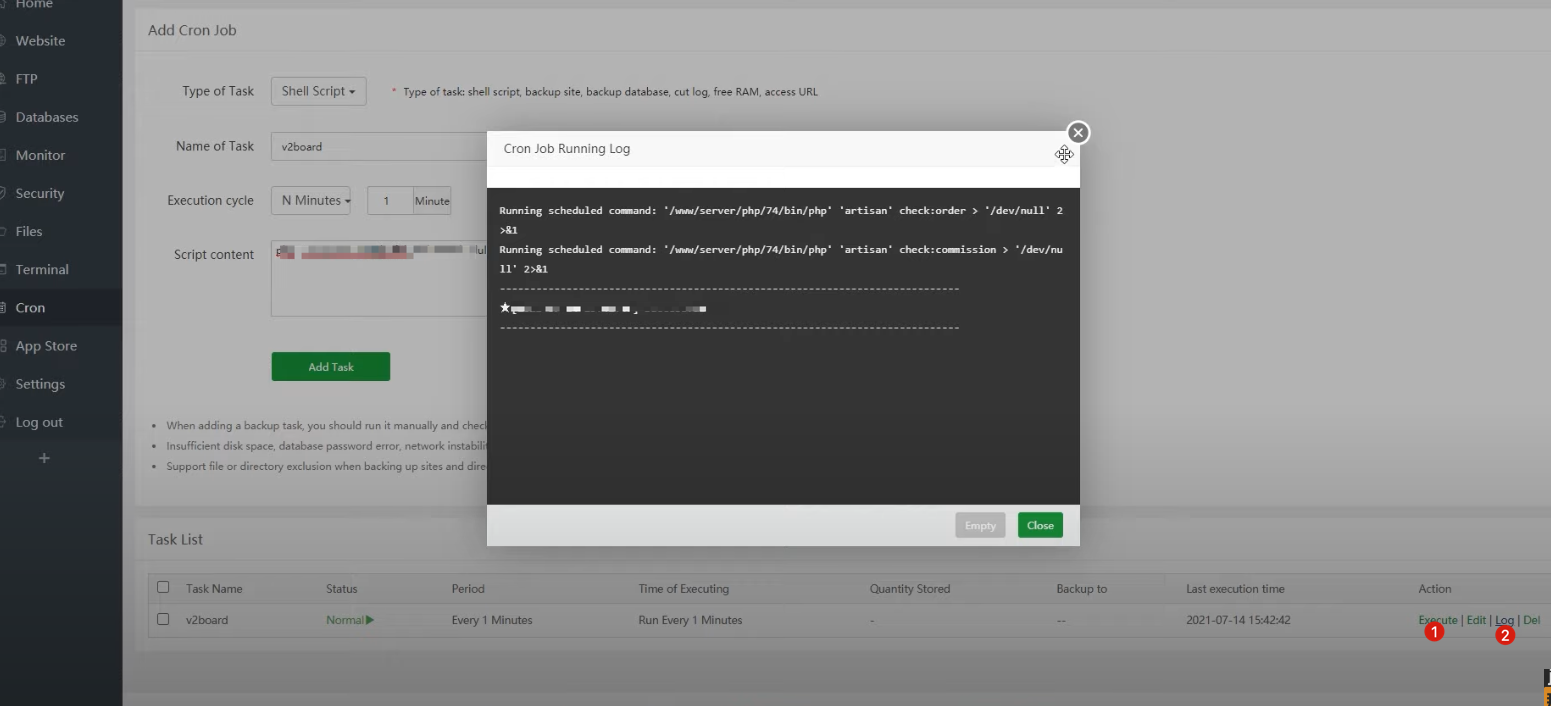 Home
Website
FTP
Databases
Monitor
Security
Files
Terminal
Cron
App Store
Settings
Log out
Add Cron Job
Type of Task Shell Script * Type of task: shell script, backup site, backup database, cut log, free RAM, access URL
Name of Task v2board
Execution cycle N Minutes 1 Minute
Script content
Add Task
When adding a backup task, you should run it manually and check
Insufficient disk space, database password error, network instabilit
Support file or directory exclusion when backing up sites and dire
Cron Job Running Log
Running scheduled command: '/www/server/php/74/bin/php' 'artisan' check:order > '/dev/null' 2
>&1
Running scheduled command: '/www/server/php/74/bin/php' 'artisan' check:commission > '/dev/nu
ll' 2>&1
----------------------------------------------------------------------------
★[
----------------------------------------------------------------------------
Empty Close
Task List
Task Name Status Period Time of Executing Quantity Stored Backup to Last execution time Action
v2board Normal Every 1 Minutes Run Every 1 Minutes - -- 2021-07-14 15:42:42 Execute | Edit | Log | Del
1 2